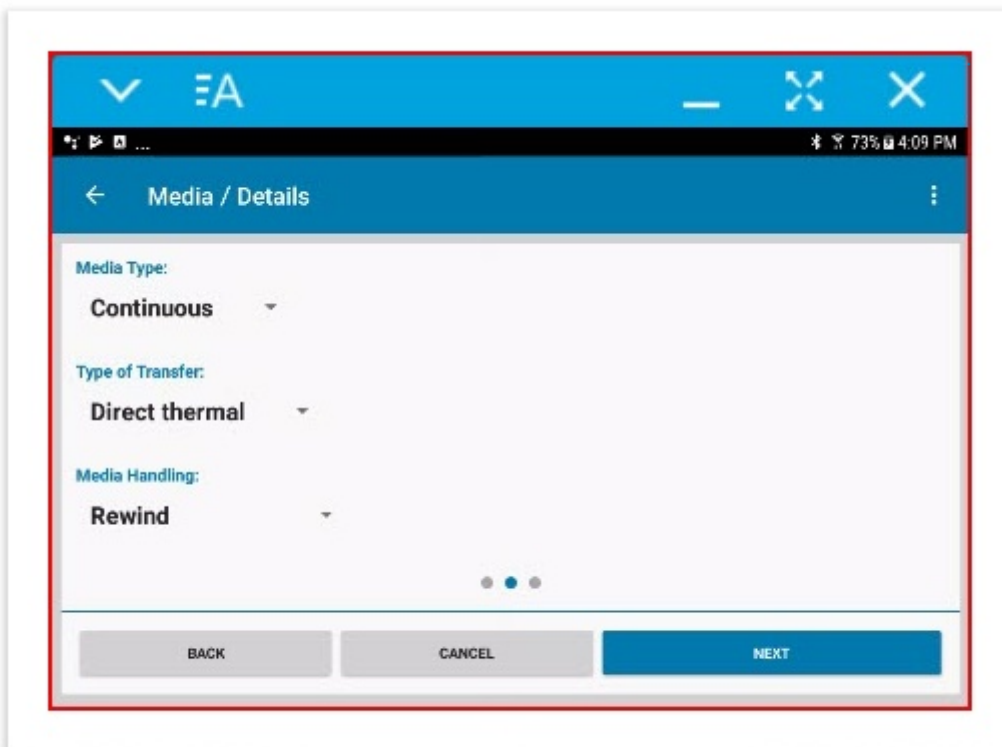 A
... 73% 4:09 PM
Media / Details
Media Type:
Continuous
Type of Transfer:
Direct thermal
Media Handling:
Rewind
BACK CANCEL NEXT